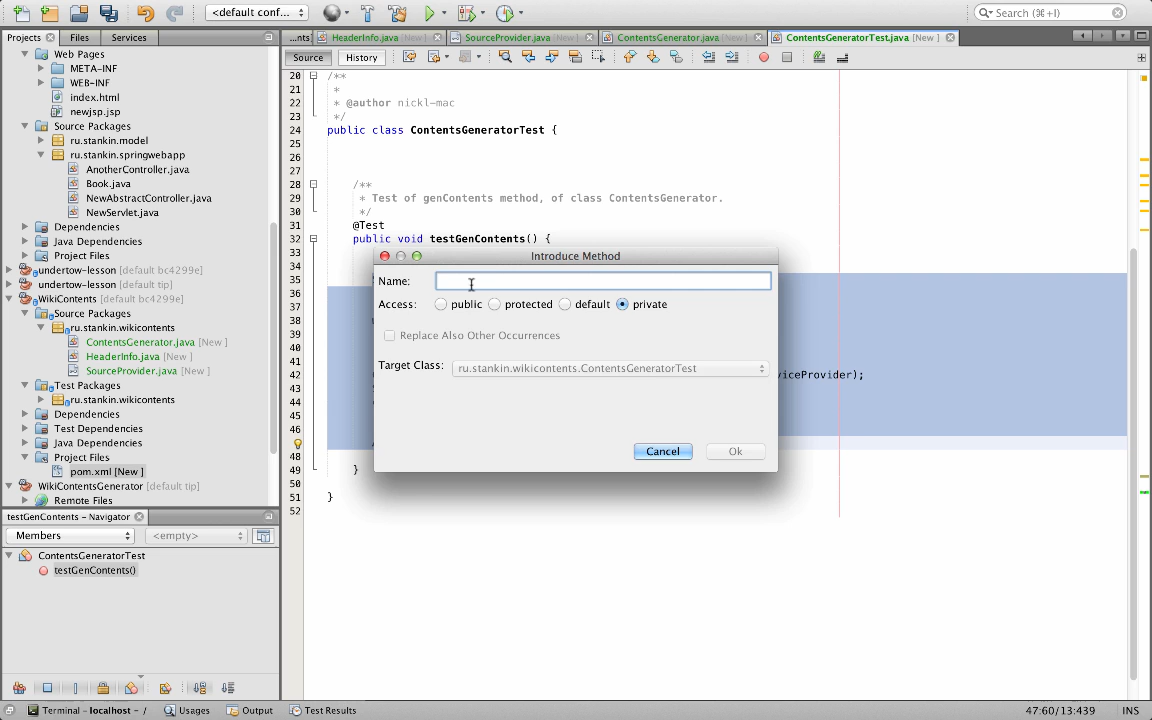 <default conf...
Search (⌘+I)
Projects
Files
Services
...nts
HeaderInfo.java [New ]
SourceProvider.java [New ]
ContentsGenerator.java [New ]
ContentsGeneratorTest.java [New ]
Source
History
Web Pages
META-INF
WEB-INF
index.html
newjsp.jsp
Source Packages
ru.stankin.model
ru.stankin.springwebapp
AnotherController.java
Book.java
NewAbstractController.java
NewServlet.java
Dependencies
Java Dependencies
Project Files
undertow-lesson [default bc4299e]
undertow-lesson [default tip]
WikiContents [default bc4299e]
Source Packages
ru.stankin.wikicontents
ContentsGenerator.java [New ]
HeaderInfo.java [New ]
SourceProvider.java [New ]
Test Packages
ru.stankin.wikicontents
Dependencies
Test Dependencies
Java Dependencies
Project Files
pom.xml [New ]
WikiContentsGenerator [default tip]
Remote Files
20 /**
21 *
22 * @author nickl-mac
23 */
24 public class ContentsGeneratorTest {
25
26
27
28 /**
29 * Test of genContents method, of class ContentsGenerator.
30 */
31 @Test
32 public void testGenContents() {
33
34
35
36
37
38
39
40
41
42 viceProvider);
43
44
45
46
48
49 }
50
51 }
52
Introduce Method
Name:
Access: public protected default private
Replace Also Other Occurrences
Target Class: ru.stankin.wikicontents.ContentsGeneratorTest
Cancel Ok
testGenContents - Navigator
Members
<empty>
ContentsGeneratorTest
testGenContents()
Terminal - localhost - /
Usages
Output
Test Results
47:60/13:439
INS